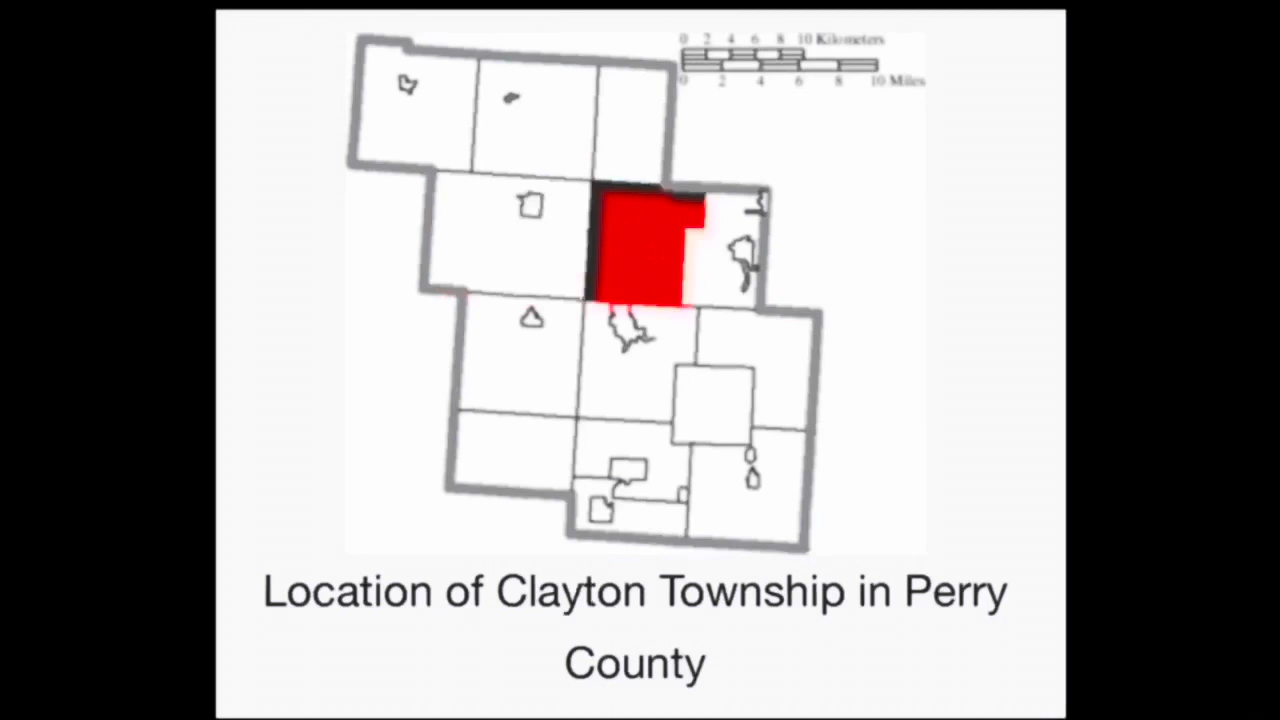 0 2 4 6 8 10 Kilometers
0 2 4 6 8 10 Miles
Location of Clayton Township in Perry
County